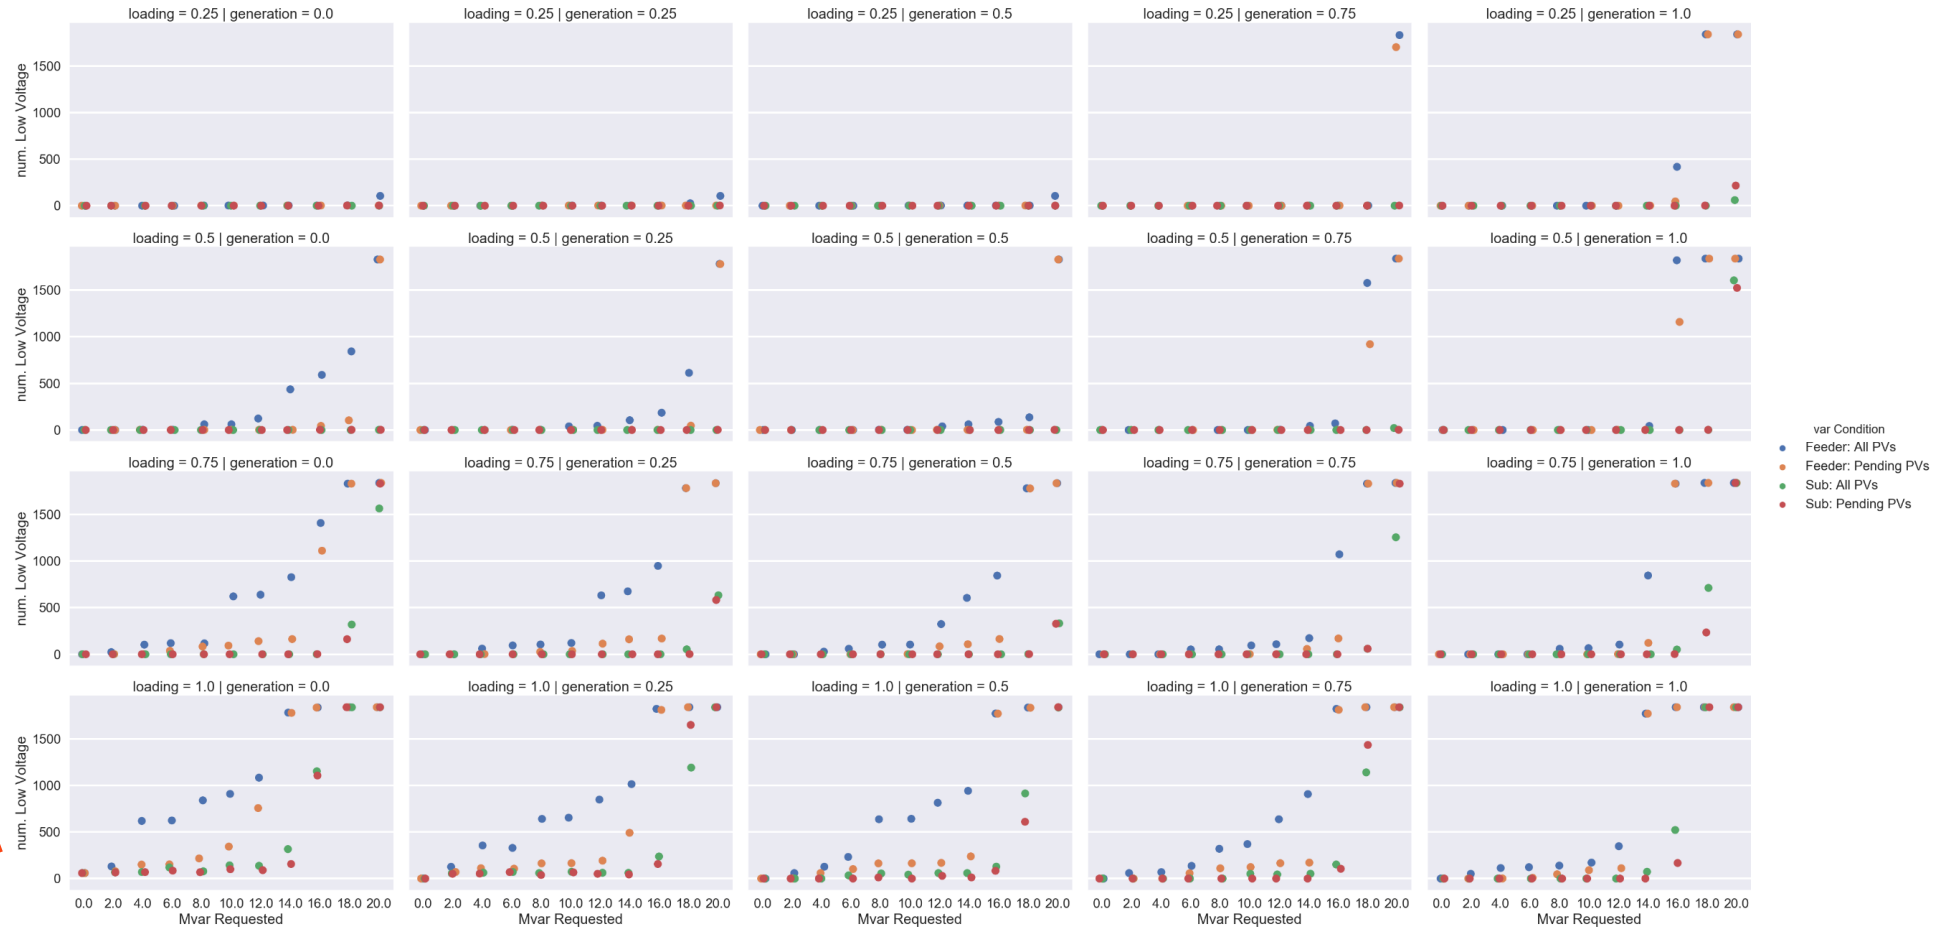 loading = 0.25 | generation = 0.0
loading = 0.25 | generation = 0.25
loading = 0.25 | generation = 0.5
loading = 0.25 | generation = 0.75
loading = 0.25 | generation = 1.0
num. Low Voltage
1500
1000
500
0
loading = 0.5 | generation = 0.0
loading = 0.5 | generation = 0.25
loading = 0.5 | generation = 0.5
loading = 0.5 | generation = 0.75
loading = 0.5 | generation = 1.0
num. Low Voltage
1500
1000
500
0
var Condition
Feeder: All PVs
Feeder: Pending PVs
Sub: All PVs
Sub: Pending PVs
loading = 0.75 | generation = 0.0
loading = 0.75 | generation = 0.25
loading = 0.75 | generation = 0.5
loading = 0.75 | generation = 0.75
loading = 0.75 | generation = 1.0
num. Low Voltage
1500
1000
500
0
loading = 1.0 | generation = 0.0
loading = 1.0 | generation = 0.25
loading = 1.0 | generation = 0.5
loading = 1.0 | generation = 0.75
loading = 1.0 | generation = 1.0
num. Low Voltage
1500
1000
500
0
0.0 2.0 4.0 6.0 8.0 10.0 12.0 14.0 16.0 18.0 20.0
Mvar Requested
0.0 2.0 4.0 6.0 8.0 10.0 12.0 14.0 16.0 18.0 20.0
Mvar Requested
0.0 2.0 4.0 6.0 8.0 10.0 12.0 14.0 16.0 18.0 20.0
Mvar Requested
0.0 2.0 4.0 6.0 8.0 10.0 12.0 14.0 16.0 18.0 20.0
Mvar Requested
0.0 2.0 4.0 6.0 8.0 10.0 12.0 14.0 16.0 18.0 20.0
Mvar Requested